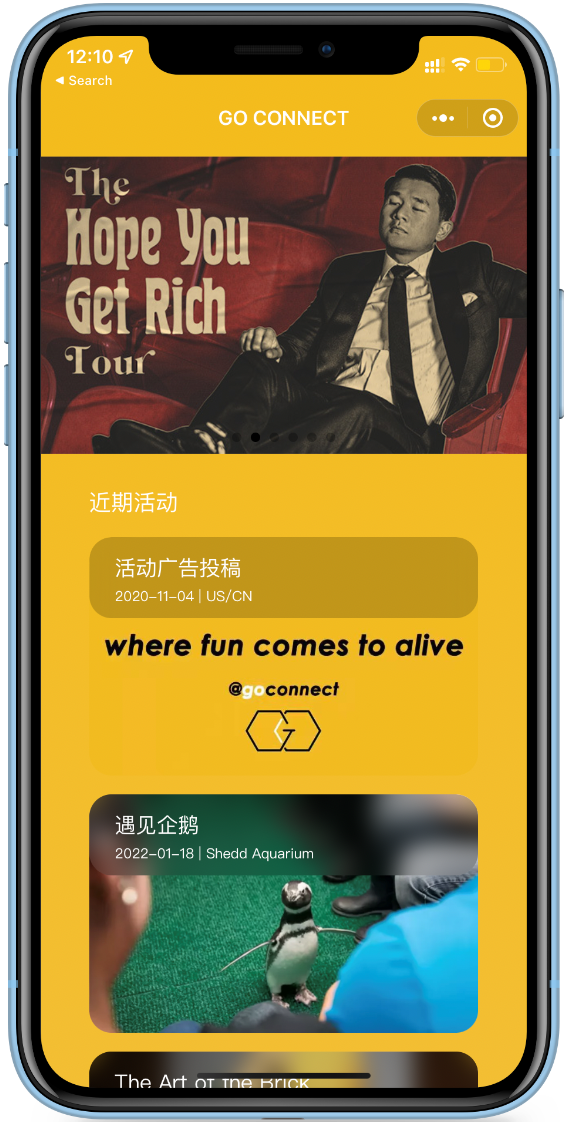 12:10
◀ Search
GO CONNECT
The
Hope You
Get Rich
Tour
近期活动
活动广告投稿
2020-11-04 | US/CN
where fun comes to alive
@goconnect
G
遇见企鹅
2022-01-18 | Shedd Aquarium
The Art of the Brick